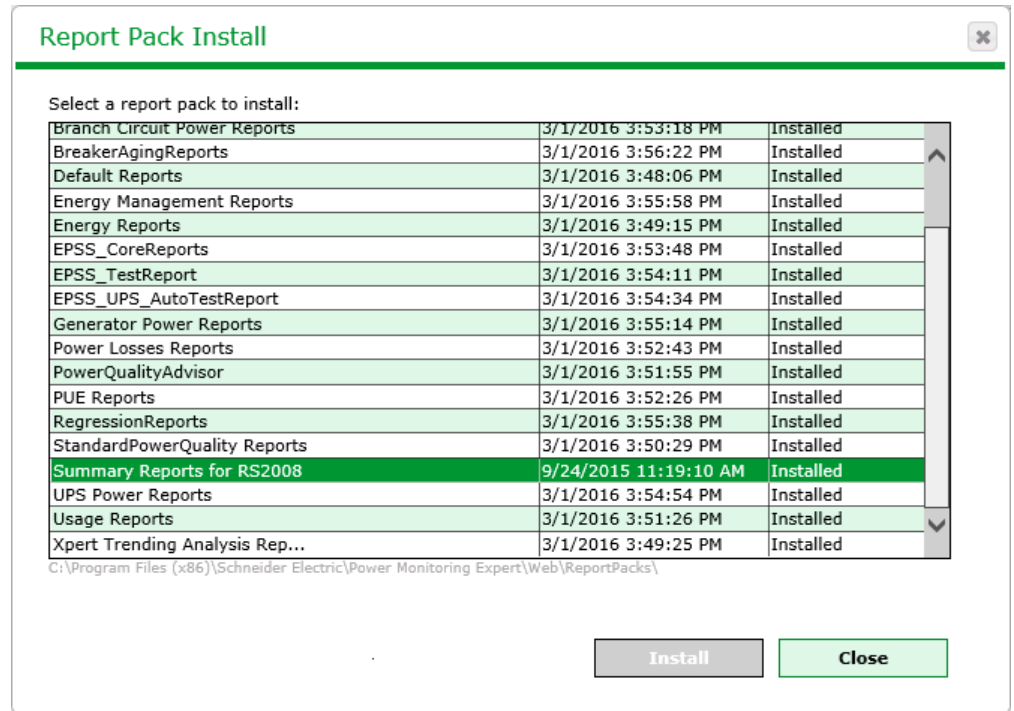 Report Pack Install
Select a report pack to install:
Branch Circuit Power Reports 3/1/2016 3:53:18 PM Installed
BreakerAgingReports 3/1/2016 3:56:22 PM Installed
Default Reports 3/1/2016 3:48:06 PM Installed
Energy Management Reports 3/1/2016 3:55:58 PM Installed
Energy Reports 3/1/2016 3:49:15 PM Installed
EPSS_CoreReports 3/1/2016 3:53:48 PM Installed
EPSS_TestReport 3/1/2016 3:54:11 PM Installed
EPSS_UPS_AutoTestReport 3/1/2016 3:54:34 PM Installed
Generator Power Reports 3/1/2016 3:55:14 PM Installed
Power Losses Reports 3/1/2016 3:52:43 PM Installed
PowerQualityAdvisor 3/1/2016 3:51:55 PM Installed
PUE Reports 3/1/2016 3:52:26 PM Installed
RegressionReports 3/1/2016 3:55:38 PM Installed
StandardPowerQuality Reports 3/1/2016 3:50:29 PM Installed
Summary Reports for RS2008 9/24/2015 11:19:10 AM Installed
UPS Power Reports 3/1/2016 3:54:54 PM Installed
Usage Reports 3/1/2016 3:51:26 PM Installed
Xpert Trending Analysis Rep... 3/1/2016 3:49:25 PM Installed
C:\Program Files (x86)\Schneider Electric\Power Monitoring Expert\Web\ReportPacks\
Install Close